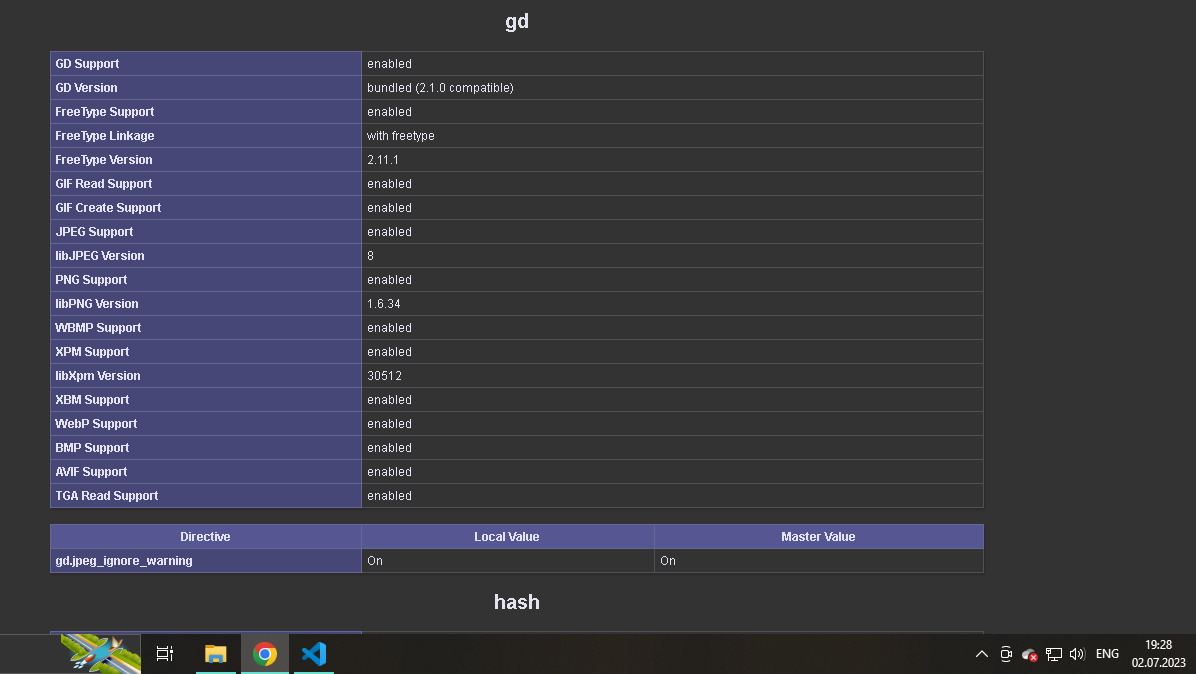 gd
GD Support enabled
GD Version bundled (2.1.0 compatible)
FreeType Support enabled
FreeType Linkage with freetype
FreeType Version 2.11.1
GIF Read Support enabled
GIF Create Support enabled
JPEG Support enabled
libJPEG Version 8
PNG Support enabled
libPNG Version 1.6.34
WBMP Support enabled
XPM Support enabled
libXpm Version 30512
XBM Support enabled
WebP Support enabled
BMP Support enabled
AVIF Support enabled
TGA Read Support enabled
Directive Local Value Master Value
gd.jpeg_ignore_warning On On
hash
ENG
19:28
02.07.2023